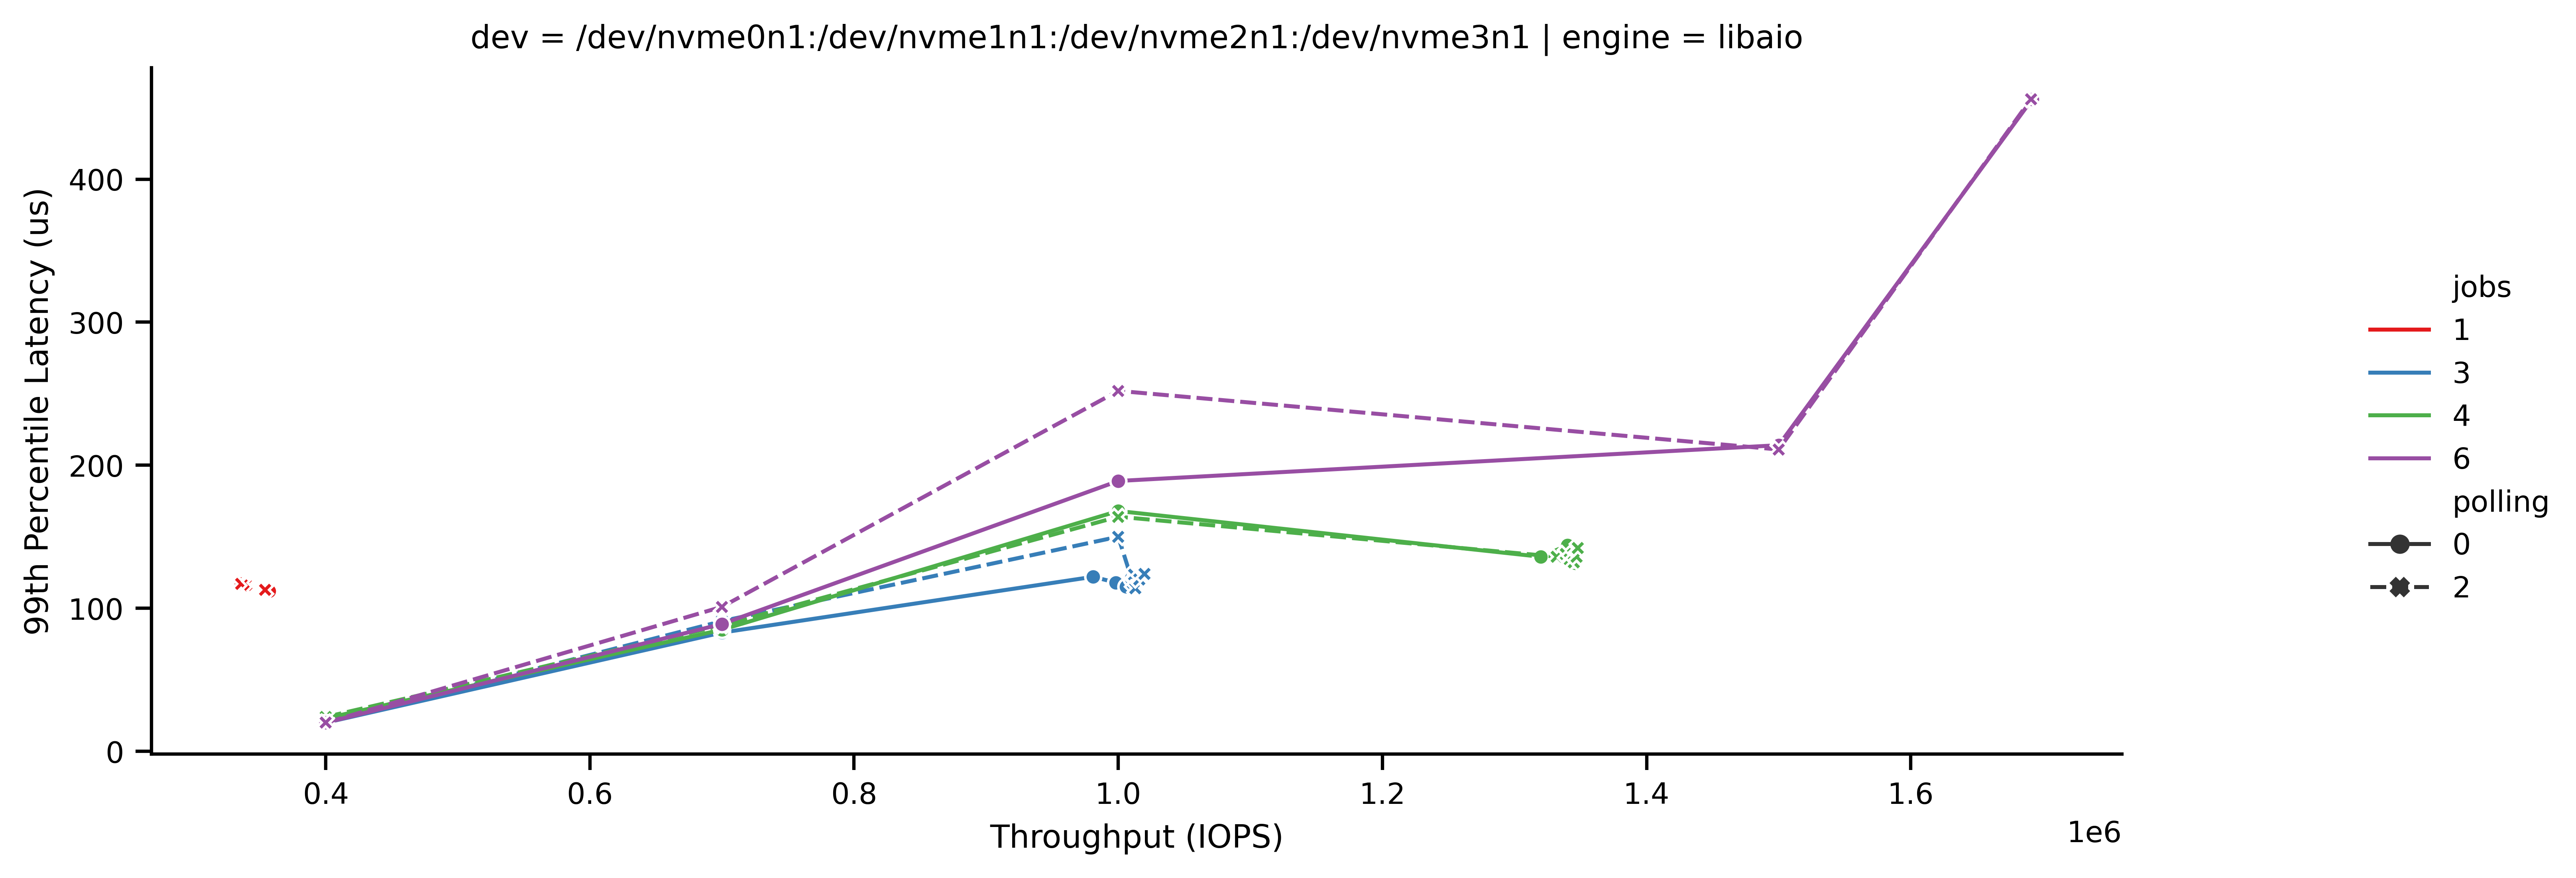 dev = /dev/nvme0n1:/dev/nvme1n1:/dev/nvme2n1:/dev/nvme3n1 | engine = libaio
99th Percentile Latency (us)
400
300
200
100
0
0.4 0.6 0.8 1.0 1.2 1.4 1.6
1e6
Throughput (IOPS)
jobs
1
3
4
6
polling
0
2